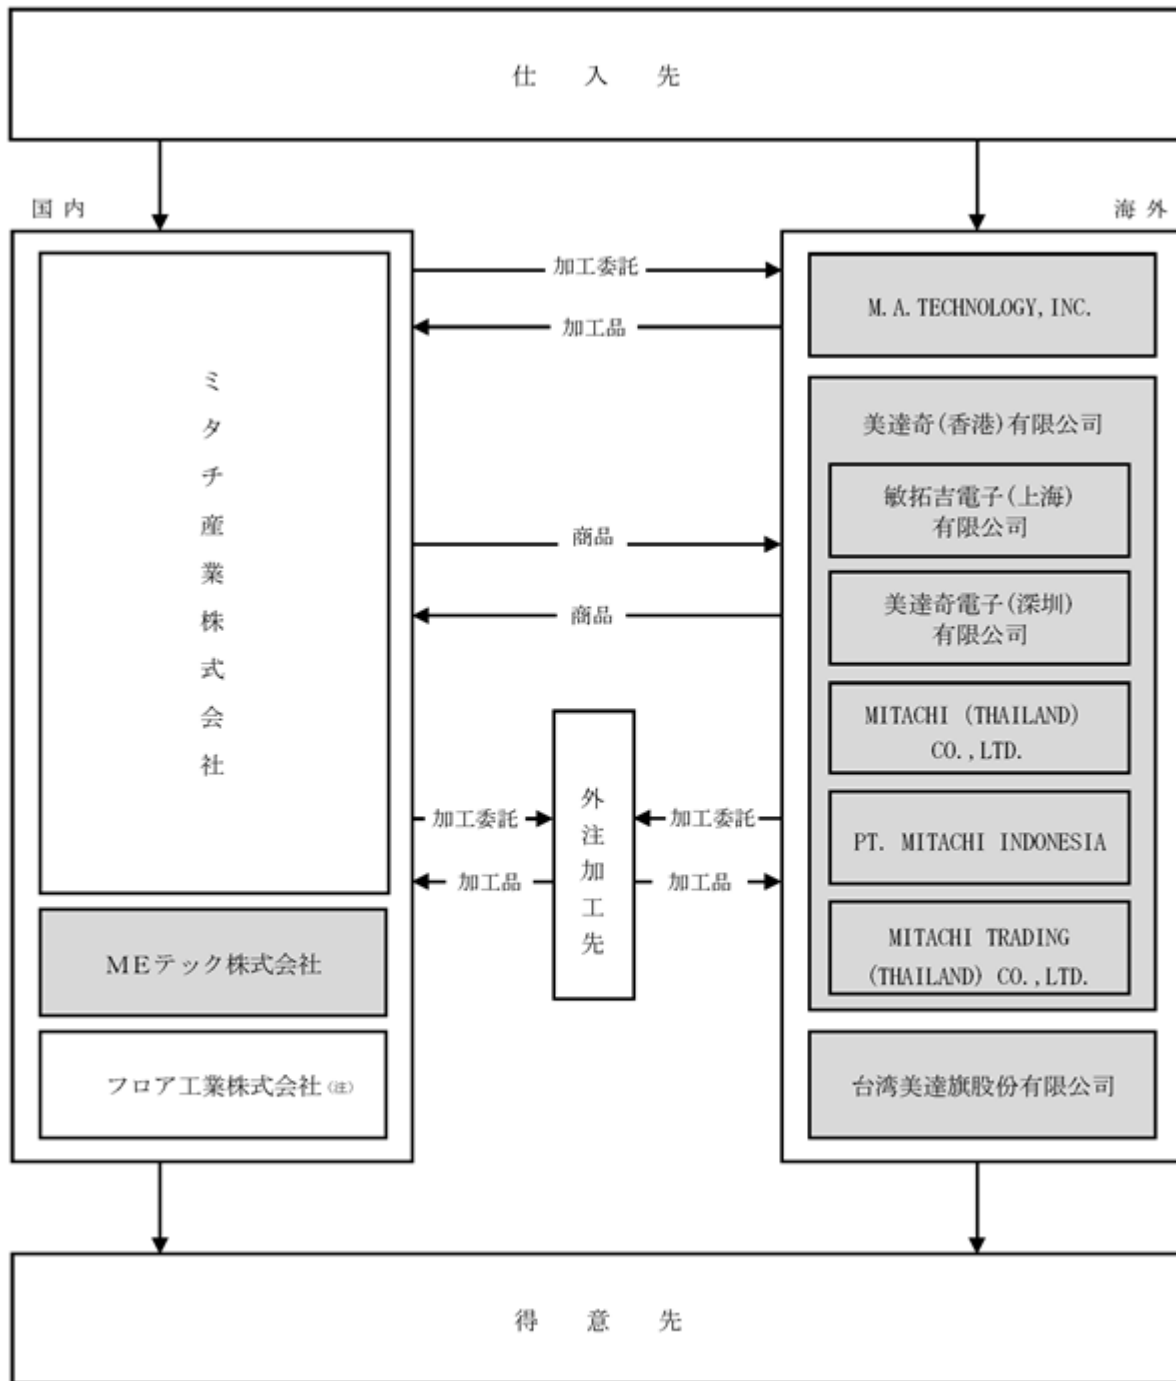 仕入先
国内
海外
ミタチ産業株式会社
加工委託
加工品
商品
商品
加工委託
加工品
外注加工先
加工委託
加工品
M.A.TECHNOLOGY,INC.
美達奇(香港)有限公司
敏拓吉電子(上海)
有限公司
美達奇電子(深圳)
有限公司
MITACHI (THAILAND)
CO.,LTD.
PT. MITACHI INDONESIA
MITACHI TRADING
(THAILAND) CO.,LTD.
MEテック株式会社
フロア工業株式会社(注)
台湾美達旗股份有限公司
得意先